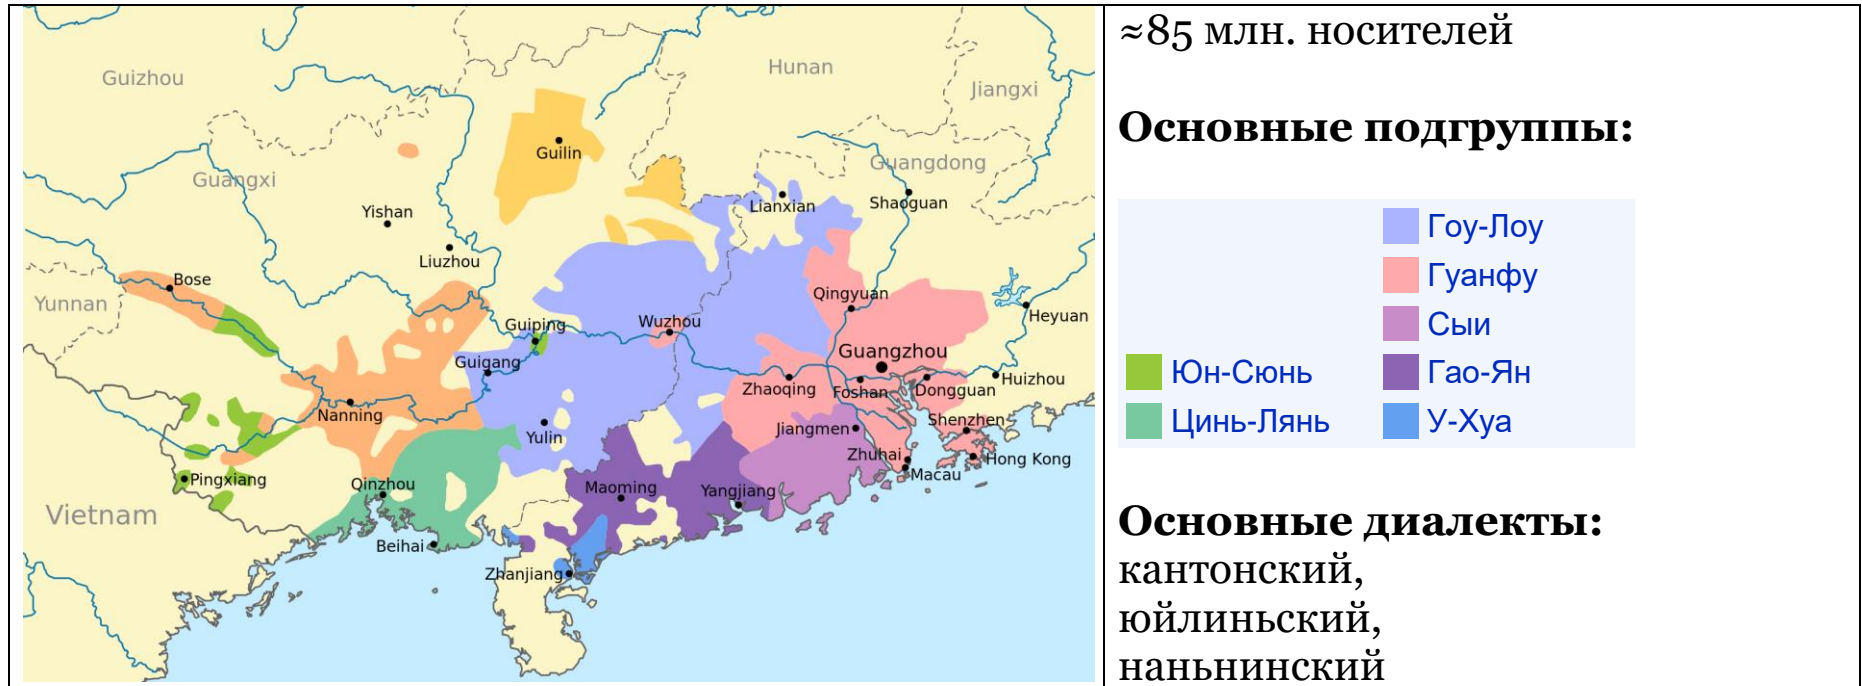 Guizhou
Hunan
Jiangxi
Guilin
Guangdong
Guangxi
Lianxian
Shaoguan
Yishan
Liuzhou
Bose
Yunnan
Qingyuan
Heyuan
Guiping
Wuzhou
Guangzhou
Guigang
Zhaoqing
Foshan
Dongguan
Huizhou
Nanning
Yulin
Jiangmen
Shenzhen
Zhuhai
Hong Kong
Macau
Pingxiang
Qinzhou
Maoming
Yangjiang
Vietnam
Beihai
Zhanjiang
≈85 млн. носителей
Основные подгруппы:
Гоу-Лоу
Гуанфу
Сыи
Юн-Сюнь Гао-Ян
Цинь-Лянь У-Хуа
Основные диалекты:
кантонский,
юйлиньский,
наньнинский